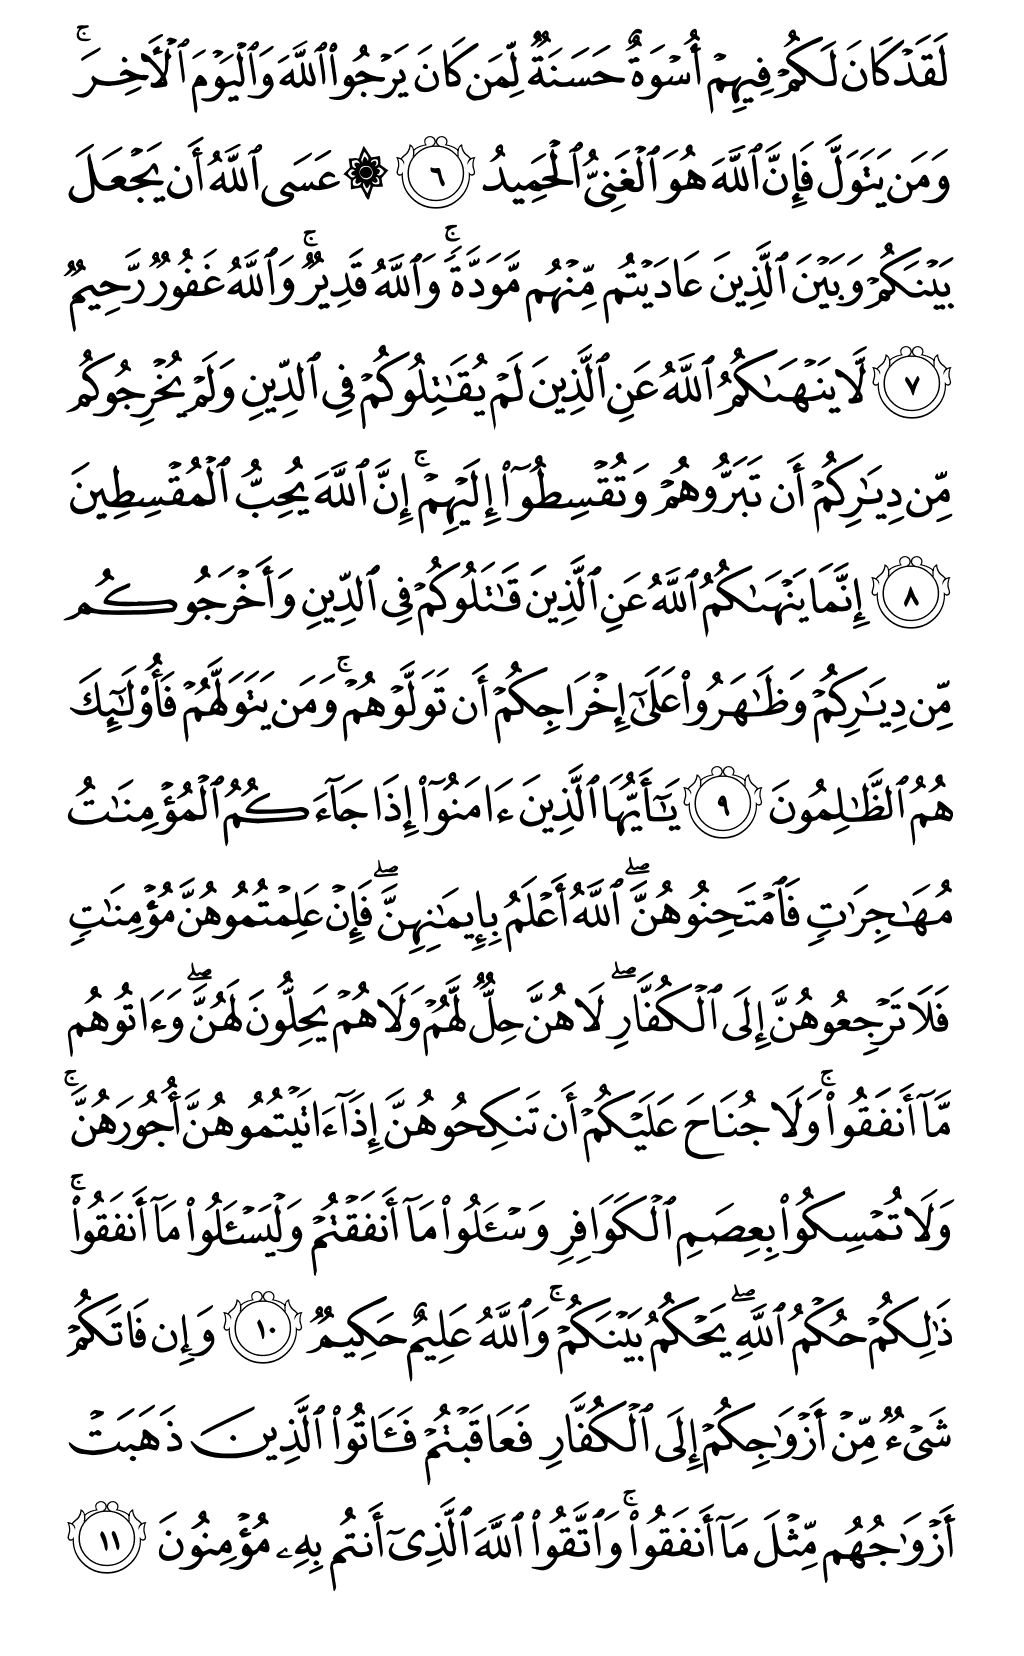 لَقَدْ كَانَ لَكُمْ فِيهِمْ أُسْوَةٌ حَسَنَةٌ لِّمَن كَانَ يَرْجُوا۟ ٱللَّهَ وَٱلْيَوْمَ ٱلْـَٔاخِرَ ۚ
وَمَن يَتَوَلَّ فَإِنَّ ٱللَّهَ هُوَ ٱلْغَنِىُّ ٱلْحَمِيدُ ٦ ۞ عَسَى ٱللَّهُ أَن يَجْعَلَ
بَيْنَكُمْ وَبَيْنَ ٱلَّذِينَ عَادَيْتُم مِّنْهُم مَّوَدَّةً ۚ وَٱللَّهُ قَدِيرٌ ۚ وَٱللَّهُ غَفُورٌ رَّحِيمٌ
٧ لَّا يَنْهَىٰكُمُ ٱللَّهُ عَنِ ٱلَّذِينَ لَمْ يُقَـٰتِلُوكُمْ فِى ٱلدِّينِ وَلَمْ يُخْرِجُوكُم
مِّن دِيَـٰرِكُمْ أَن تَبَرُّوهُمْ وَتُقْسِطُوٓا۟ إِلَيْهِمْ ۚ إِنَّ ٱللَّهَ يُحِبُّ ٱلْمُقْسِطِينَ
٨ إِنَّمَا يَنْهَىٰكُمُ ٱللَّهُ عَنِ ٱلَّذِينَ قَـٰتَلُوكُمْ فِى ٱلدِّينِ وَأَخْرَجُوكُم
مِّن دِيَـٰرِكُمْ وَظَـٰهَرُوا۟ عَلَىٰٓ إِخْرَاجِكُمْ أَن تَوَلَّوْهُمْ ۚ وَمَن يَتَوَلَّهُمْ فَأُو۟لَـٰٓئِكَ
هُمُ ٱلظَّـٰلِمُونَ ٩ يَـٰٓأَيُّهَا ٱلَّذِينَ ءَامَنُوٓا۟ إِذَا جَآءَكُمُ ٱلْمُؤْمِنَـٰتُ
مُهَـٰجِرَٰتٍ فَٱمْتَحِنُوهُنَّ ۖ ٱللَّهُ أَعْلَمُ بِإِيمَـٰنِهِنَّ ۖ فَإِنْ عَلِمْتُمُوهُنَّ مُؤْمِنَـٰتٍ
فَلَا تَرْجِعُوهُنَّ إِلَى ٱلْكُفَّارِ ۖ لَا هُنَّ حِلٌّ لَّهُمْ وَلَا هُمْ يَحِلُّونَ لَهُنَّ ۖ وَءَاتُوهُم
مَّآ أَنفَقُوا۟ ۚ وَلَا جُنَاحَ عَلَيْكُمْ أَن تَنكِحُوهُنَّ إِذَآ ءَاتَيْتُمُوهُنَّ أُجُورَهُنَّ ۚ
وَلَا تُمْسِكُوا۟ بِعِصَمِ ٱلْكَوَافِرِ وَسْـَٔلُوا۟ مَآ أَنفَقْتُمْ وَلْيَسْـَٔلُوا۟ مَآ أَنفَقُوا۟ ۚ
ذَٰلِكُمْ حُكْمُ ٱللَّهِ ۖ يَحْكُمُ بَيْنَكُمْ ۚ وَٱللَّهُ عَلِيمٌ حَكِيمٌ ١٠ وَإِن فَاتَكُمْ
شَىْءٌ مِّنْ أَزْوَٰجِكُمْ إِلَى ٱلْكُفَّارِ فَعَاقَبْتُمْ فَـَٔاتُوا۟ ٱلَّذِينَ ذَهَبَتْ
أَزْوَٰجُهُم مِّثْلَ مَآ أَنفَقُوا۟ ۚ وَٱتَّقُوا۟ ٱللَّهَ ٱلَّذِىٓ أَنتُم بِهِۦ مُؤْمِنُونَ ١١